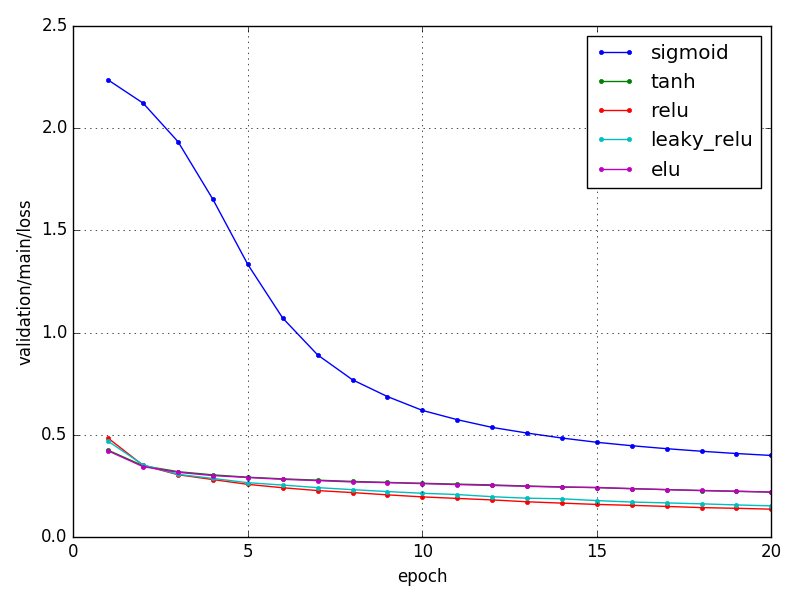 2.5
2.0
1.5
1.0
0.5
0.0
validation/main/loss
sigmoid
tanh
relu
leaky_relu
elu
0
5
10
15
20
epoch